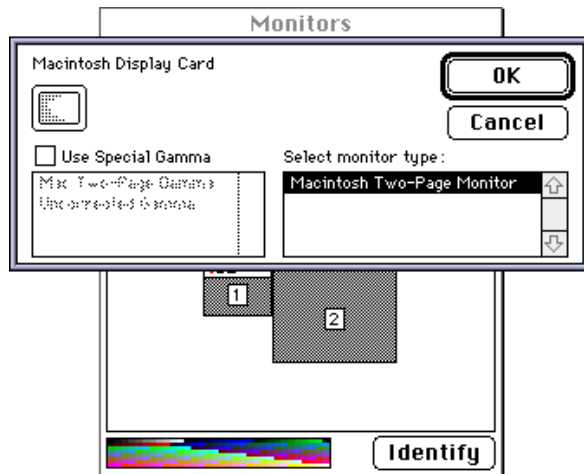 Monitors
Macintosh Display Card
OK
Cancel
Use Special Gamma
Select monitor type:
Mac Two-Page Gamma
Uncorrected Gamma
Macintosh Two-Page Monitor
1
2
Identify